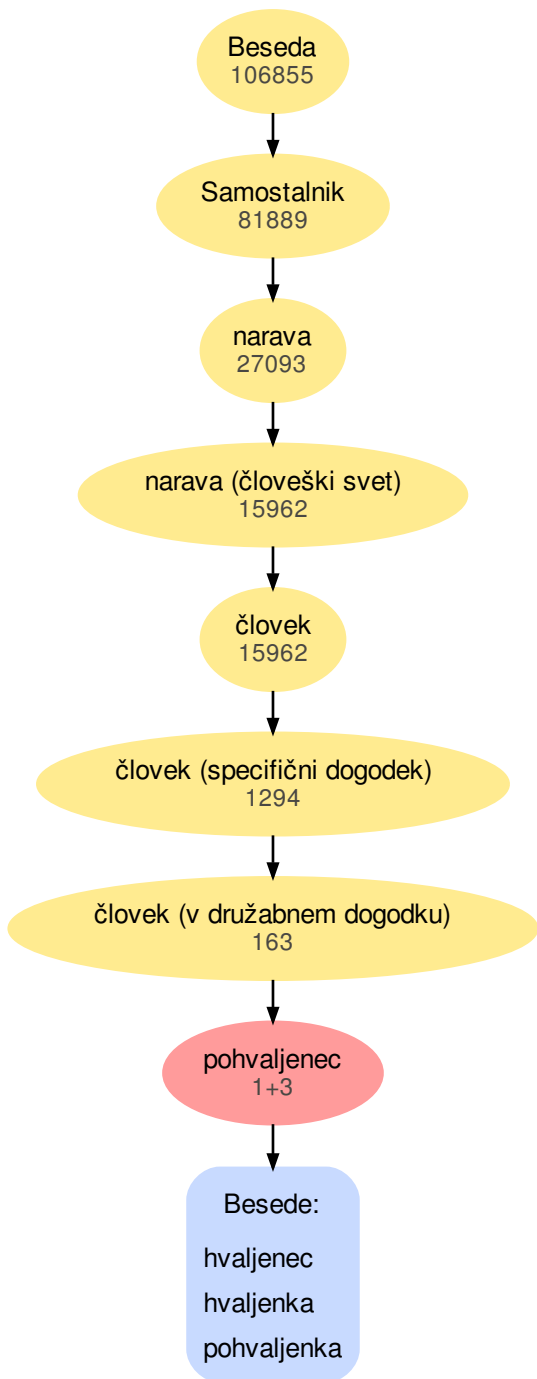 Beseda
106855
Samostalnik
81889
narava
27093
narava (človeški svet)
15962
človek
15962
človek (specifični dogodek)
1294
človek (v družabnem dogodku)
163
pohvaljenec
1+3
Besede:
hvaljenec
hvaljenka
pohvaljenka